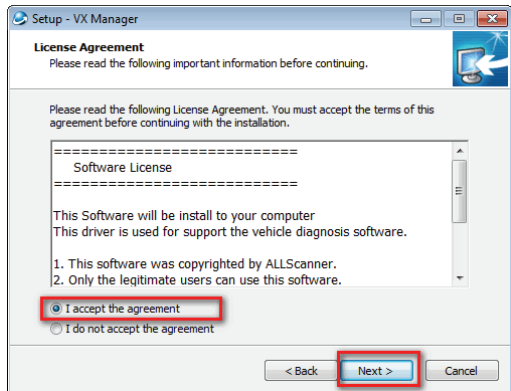 Setup - VX Manager
License Agreement
Please read the following important information before continuing.
Please read the following License Agreement. You must accept the terms of this
agreement before continuing with the installation.
===========================
Software License
===========================
This Software will be install to your computer
This driver is used for support the vehicle diagnosis software.
1. This software was copyrighted by ALLScanner.
2. Only the legitimate users can use this software.
I accept the agreement
I do not accept the agreement
< Back Next > Cancel